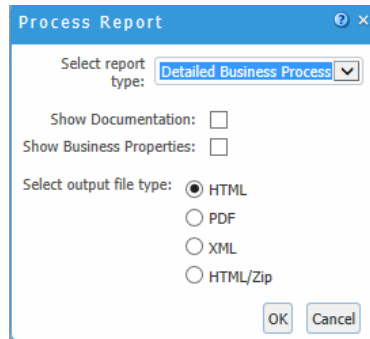 Process Report
Select report
type:
Detailed Business Process
Show Documentation:
Show Business Properties:
Select output file type:
HTML
PDF
XML
HTML/Zip
OK Cancel